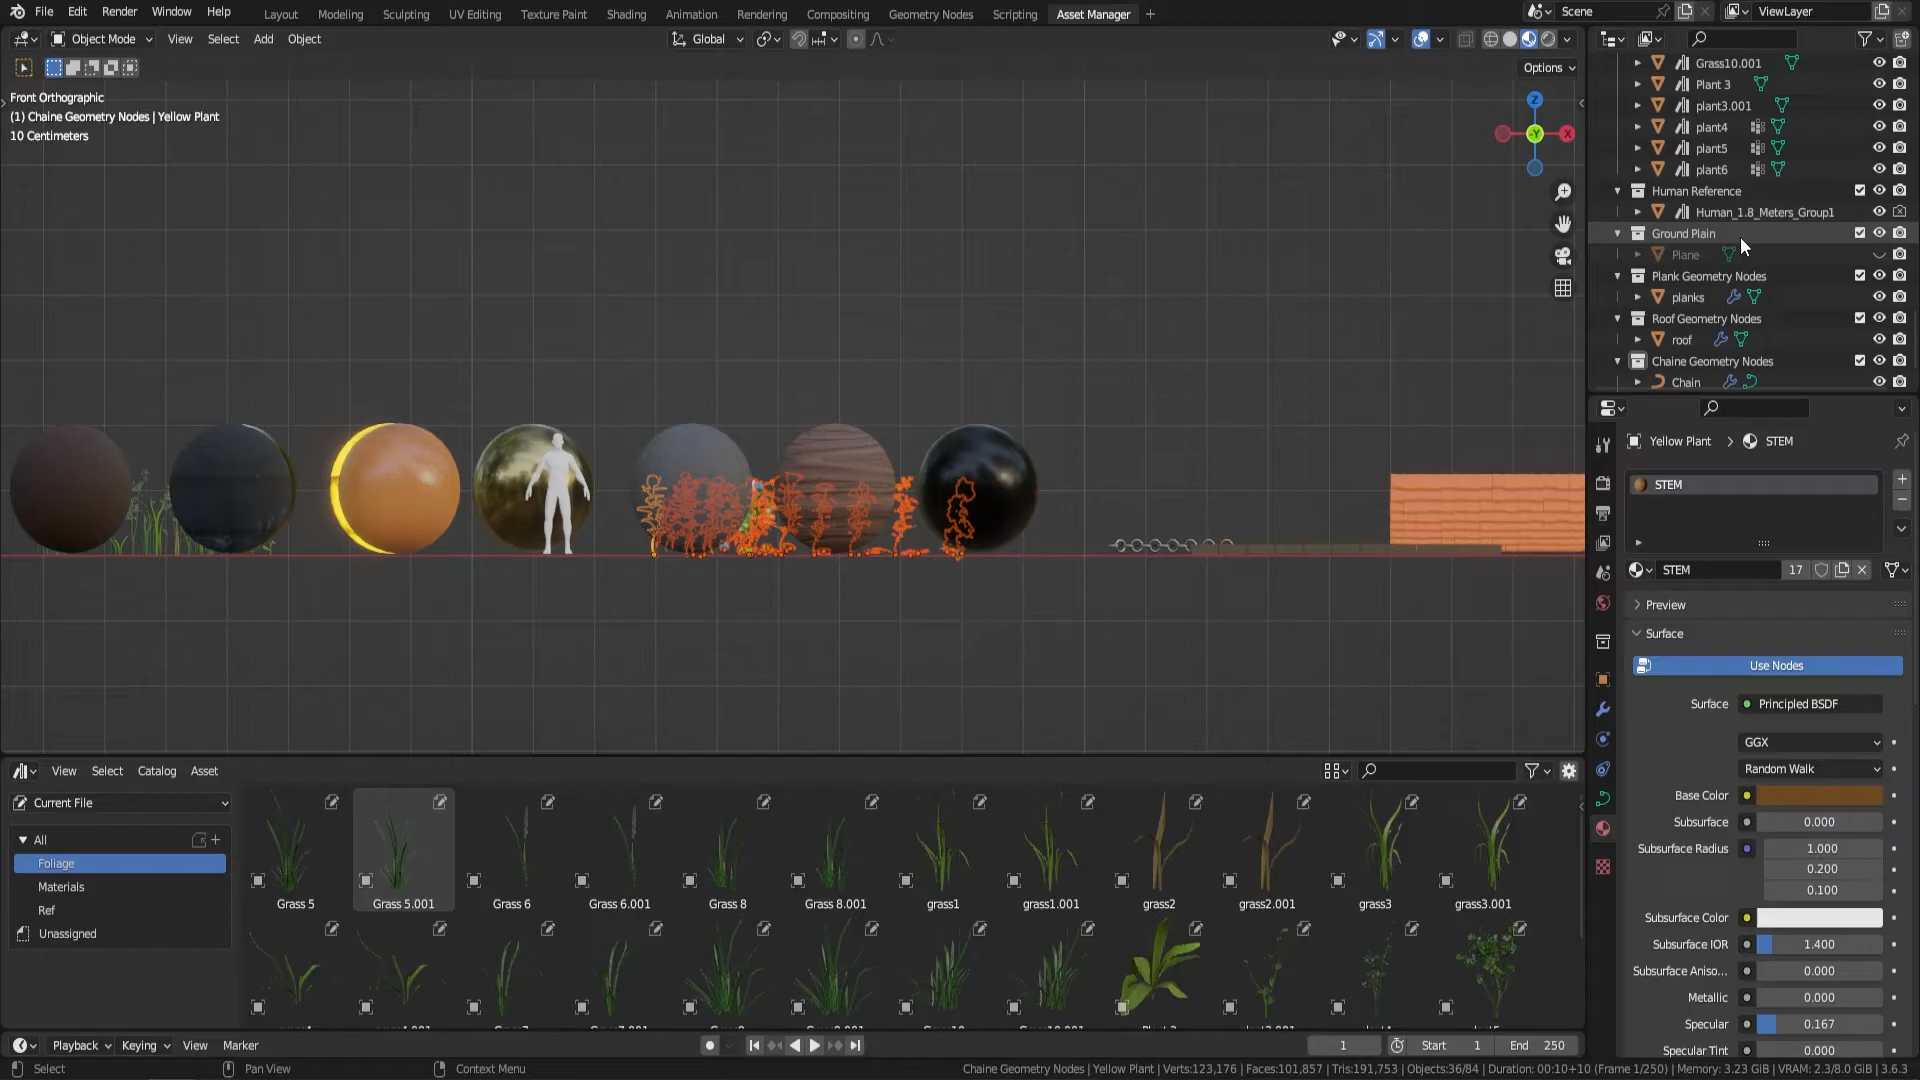 File Edit Render Window Help Layout Modeling Sculpting UV Editing Texture Paint Shading Animation Rendering Compositing Geometry Nodes Scripting Asset Manager + Scene ViewLayer
Object Mode View Select Add Object Global
Options
Front Orthographic
(1) Chaine Geometry Nodes | Yellow Plant
10 Centimeters
Z
-Y
X
Grass10.001
Plant 3
plant3.001
plant4
plant5
plant6
Human Reference
Human_1.8_Meters_Group1
Ground Plain
Plane
Plank Geometry Nodes
planks
Roof Geometry Nodes
roof
Chaine Geometry Nodes
Chain
Yellow Plant > STEM
STEM
STEM 17
Preview
Surface
Use Nodes
Surface Principled BSDF
GGX
Random Walk
Base Color
Subsurface 0.000
Subsurface Radius 1.000
0.200
0.100
Subsurface Color
Subsurface IOR 1.400
Subsurface Aniso... 0.000
Metallic 0.000
Specular 0.167
Specular Tint 0.000
View Select Catalog Asset
Current File
All
Foliage
Materials
Ref
Unassigned
Grass 5 Grass 5.001 Grass 6 Grass 6.001 Grass 8 Grass 8.001 grass1 grass1.001 grass2 grass2.001 grass3 grass3.001
Playback Keying View Marker 1 Start 1 End 250
Select Pan View Context Menu Chaine Geometry Nodes | Yellow Plant | Verts:123,176 | Faces:101,857 | Tris:191,753 | Objects:36/84 | Duration: 00:10+10 (Frame 1/250) | Memory: 3.23 GiB | VRAM: 2.3/8.0 GiB | 3.6.3